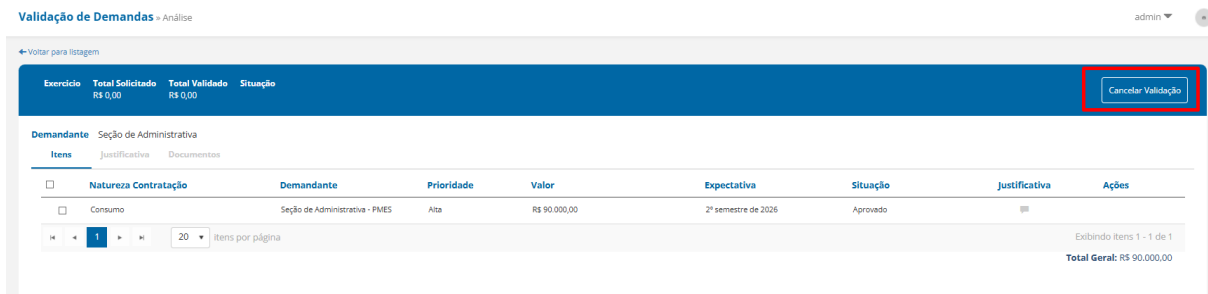 Validação de Demandas » Análise
admin
Voltar para listagem
Exercício Total Solicitado Total Validado Situação
R$ 0,00 R$ 0,00
Cancelar Validação
Demandante Seção de Administrativa
Itens Justificativa Documentos
Natureza Contratação Demandante Prioridade Valor Expectativa Situação Justificativa Ações
Consumo Seção de Administrativa - PMES Alta R$ 90.000,00 2º semestre de 2026 Aprovado
1 20 itens por página Exibindo itens 1 - 1 de 1
Total Geral: R$ 90.000,00